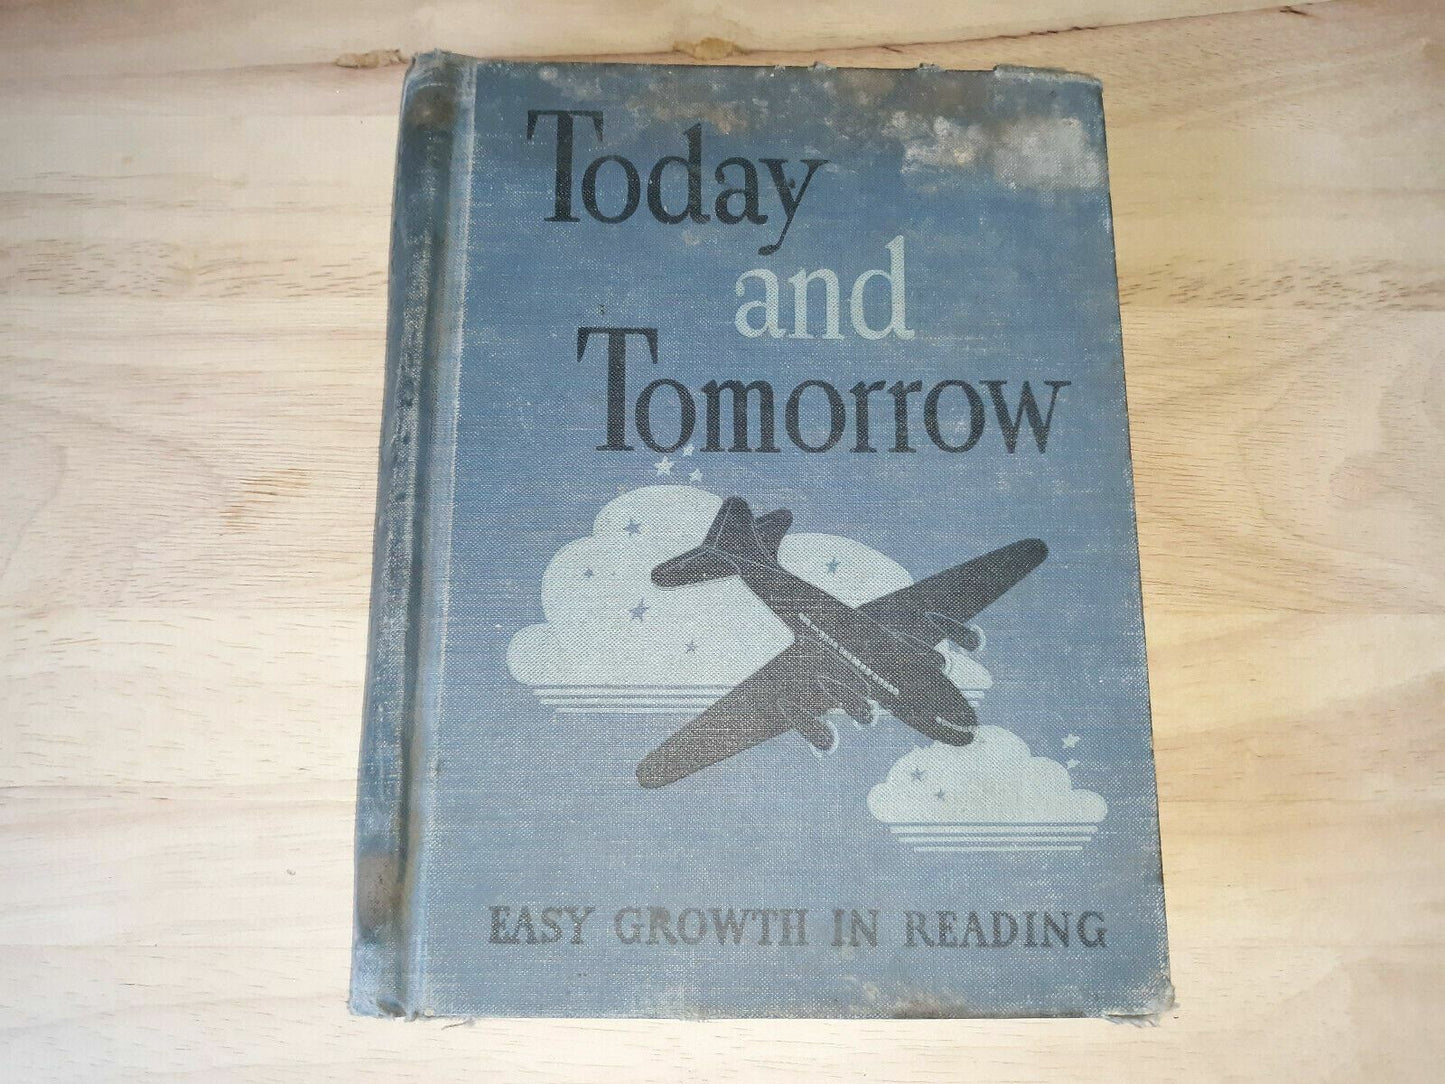 Today
and
Tomorrow
EASY GROWTH IN READING